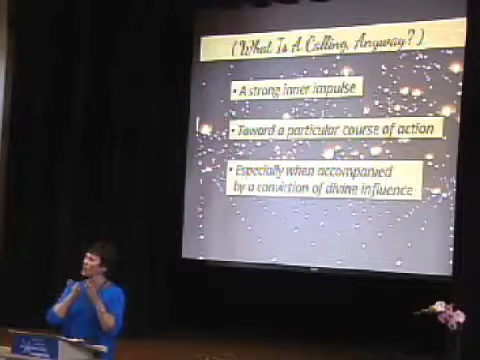 (What Is A Calling, Anyway?)
• A strong inner impulse
• Toward a particular course of action
• Especially when accompanied
by a conviction of divine influence